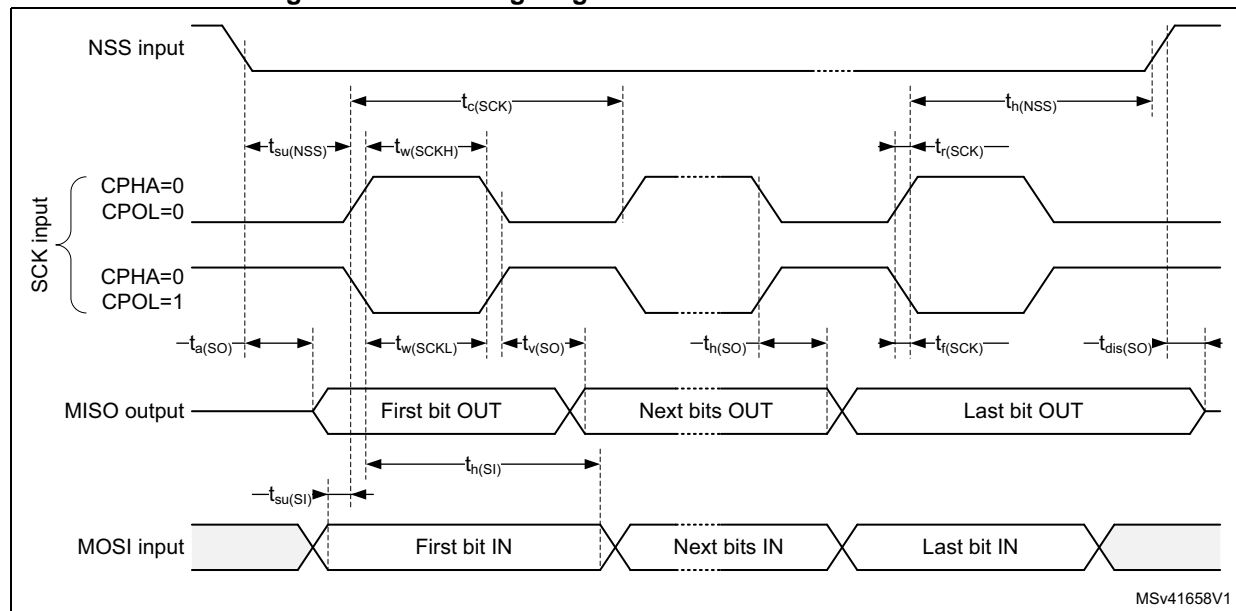 NSS input
tc(SCK)
th(NSS)
tsu(NSS)
tw(SCKH)
tr(SCK)
SCK input
CPHA=0
CPOL=0
CPHA=0
CPOL=1
ta(SO)
tw(SCKL)
tv(SO)
th(SO)
tf(SCK)
tdis(SO)
MISO output
First bit OUT
Next bits OUT
Last bit OUT
th(SI)
tsu(SI)
MOSI input
First bit IN
Next bits IN
Last bit IN
MSv41658V1